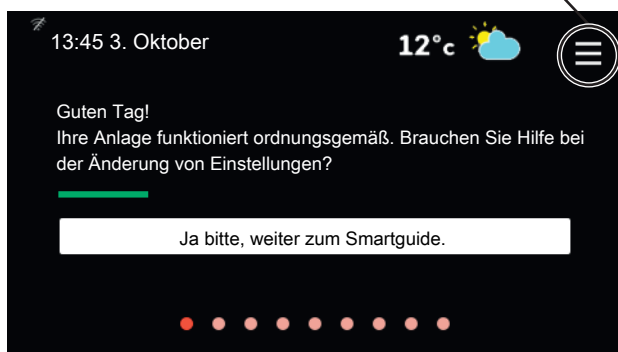 13:45 3. Oktober
12°c
Guten Tag!
Ihre Anlage funktioniert ordnungsgemäß. Brauchen Sie Hilfe bei
der Änderung von Einstellungen?
Ja bitte, weiter zum Smartguide.